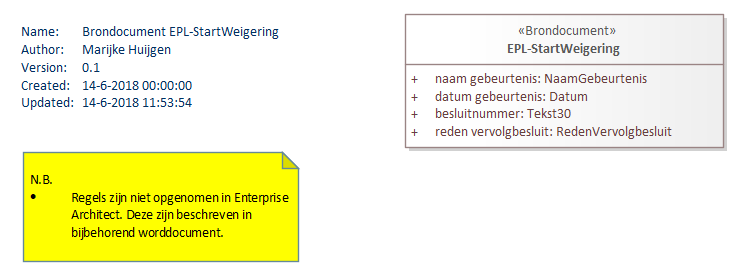 Name: Brondocument EPL-StartWeigering
Author: Marijke Huijgen
Version: 0.1
Created: 14-6-2018 00:00:00
Updated: 14-6-2018 11:53:54
«Brondocument»
EPL-StartWeigering
+ naam gebeurtenis: NaamGebeurtenis
+ datum gebeurtenis: Datum
+ besluitnummer: Tekst30
+ reden vervolgbesluit: RedenVervolgbesluit
N.B.
• Regels zijn niet opgenomen in Enterprise
Architect. Deze zijn beschreven in
bijbehorend worddocument.